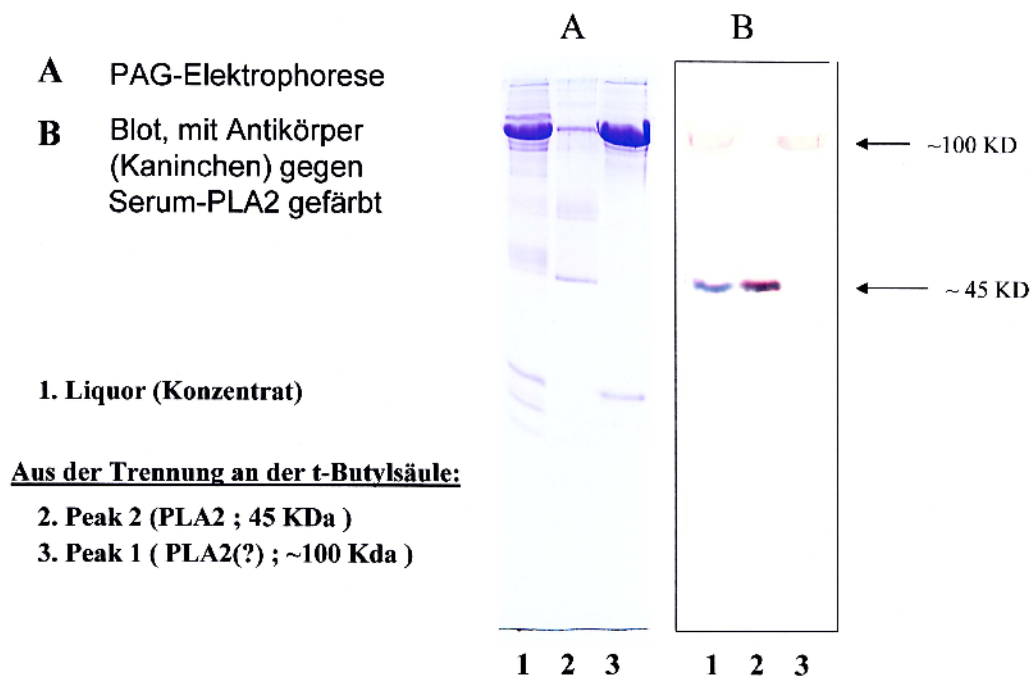 A PAG-Elektrophorese
B Blot, mit Antikörper
(Kaninchen) gegen
Serum-PLA2 gefärbt
1. Liquor (Konzentrat)
Aus der Trennung an der t-Butylsäule:
2. Peak 2 (PLA2 ; 45 KDa )
3. Peak 1 ( PLA2(?) ; ~100 Kda )
A
B
~100 KD
~ 45 KD
1 2 3
1 2 3